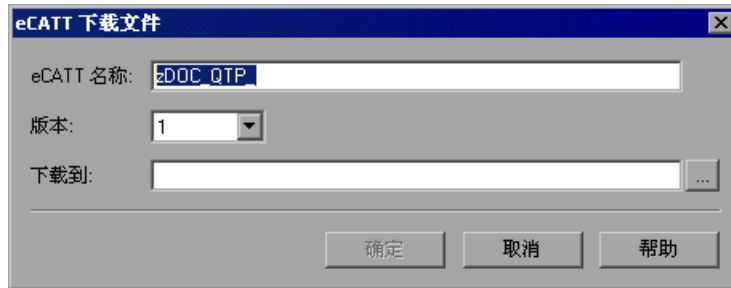 eCATT 下载文件
eCATT 名称: zDOC_QTP_
版本: 1
下载到: ...
确定 取消 帮助